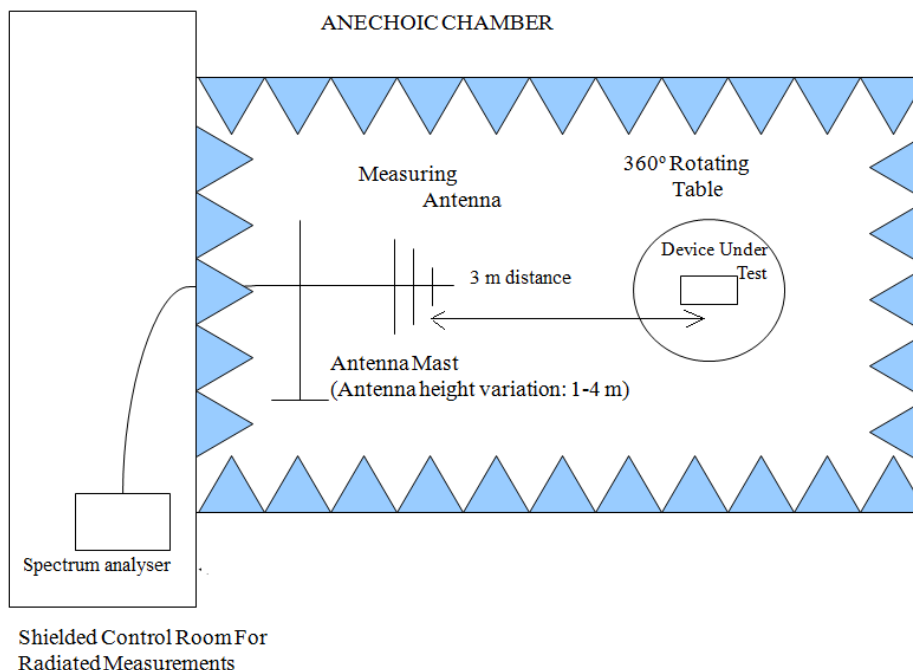 ANECHOIC CHAMBER
Measuring
Antenna
360º Rotating
Table
Device Under
Test
3 m distance
Antenna Mast
(Antenna height variation: 1-4 m)
Spectrum analyser
Shielded Control Room For
Radiated Measurements